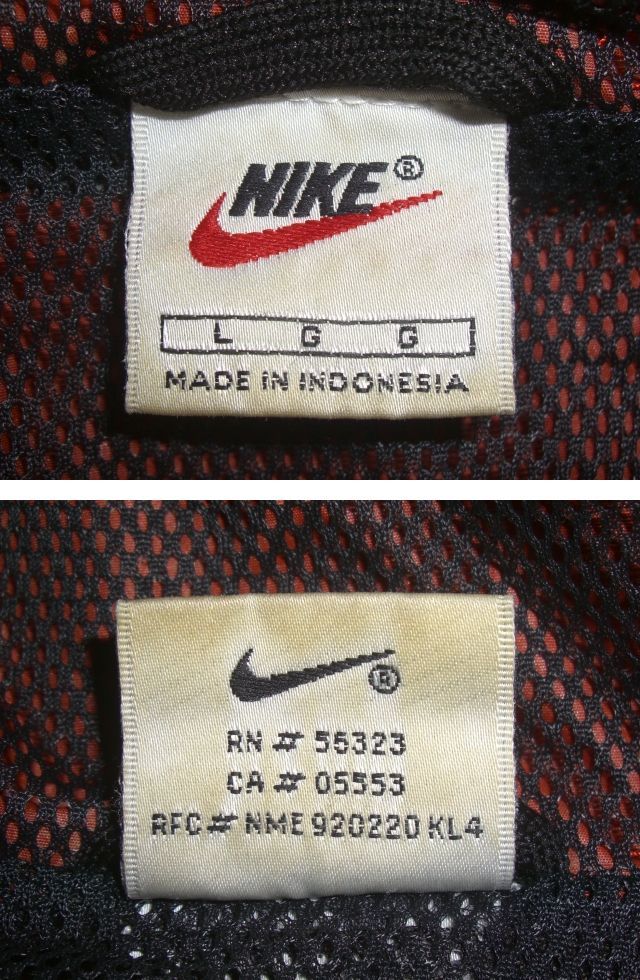 NIKE®
L G G
MADE IN INDONESIA
®
RN # 56323
CA # 05553
RFC # NME 920220 KL4